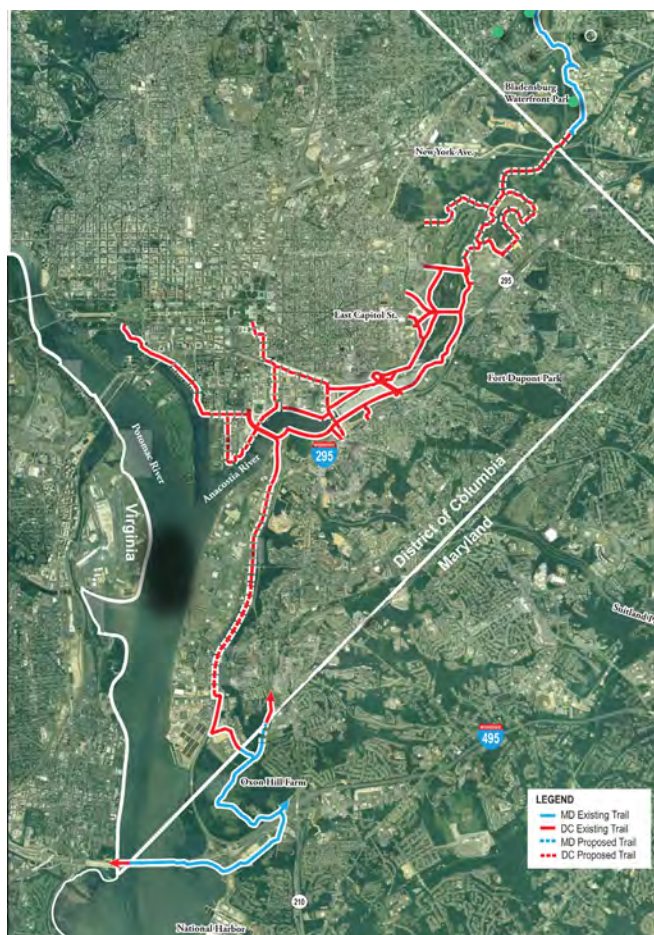 Bladensburg
Waterfront Park
New York Ave.
295
East Capitol St.
Fort Dupont Park
Potomac River
Anacostia River
295
Virginia
District of Columbia
Maryland
495
Oxon Hill Farm
LEGEND
MD Existing Trail
DC Existing Trail
MD Proposed Trail
DC Proposed Trail
210
National Harbor